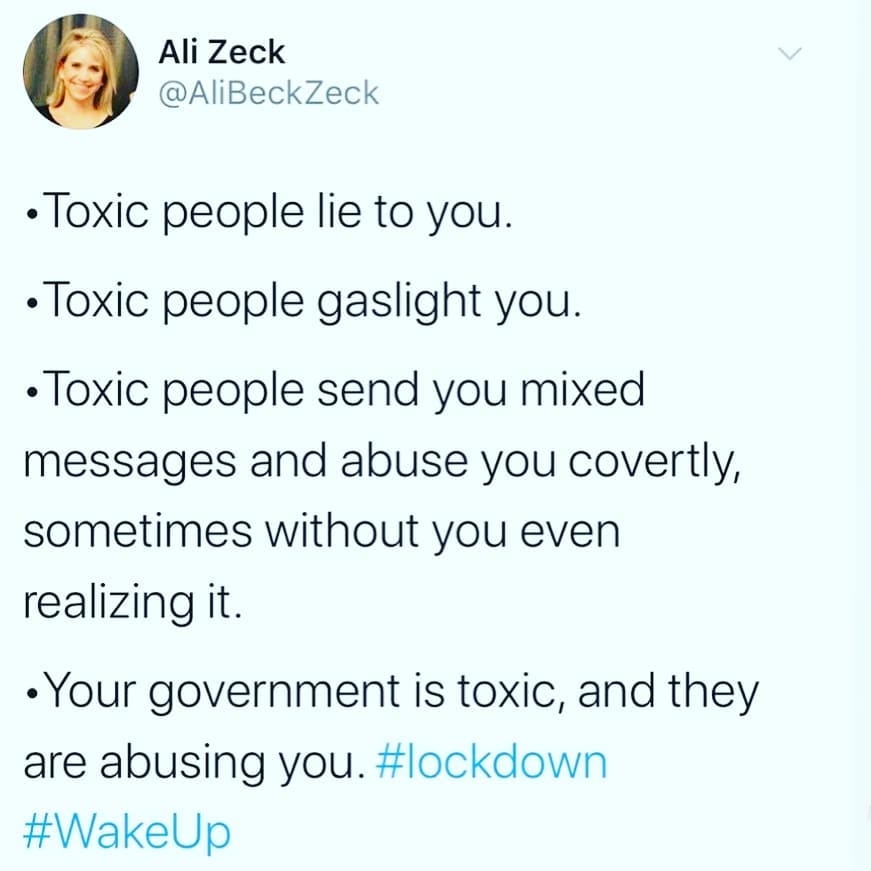 Ali Zeck
@AliBeckZeck
•Toxic people lie to you.
•Toxic people gaslight you.
•Toxic people send you mixed
messages and abuse you covertly,
sometimes without you even
realizing it.
•Your government is toxic, and they
are abusing you. #lockdown
#WakeUp